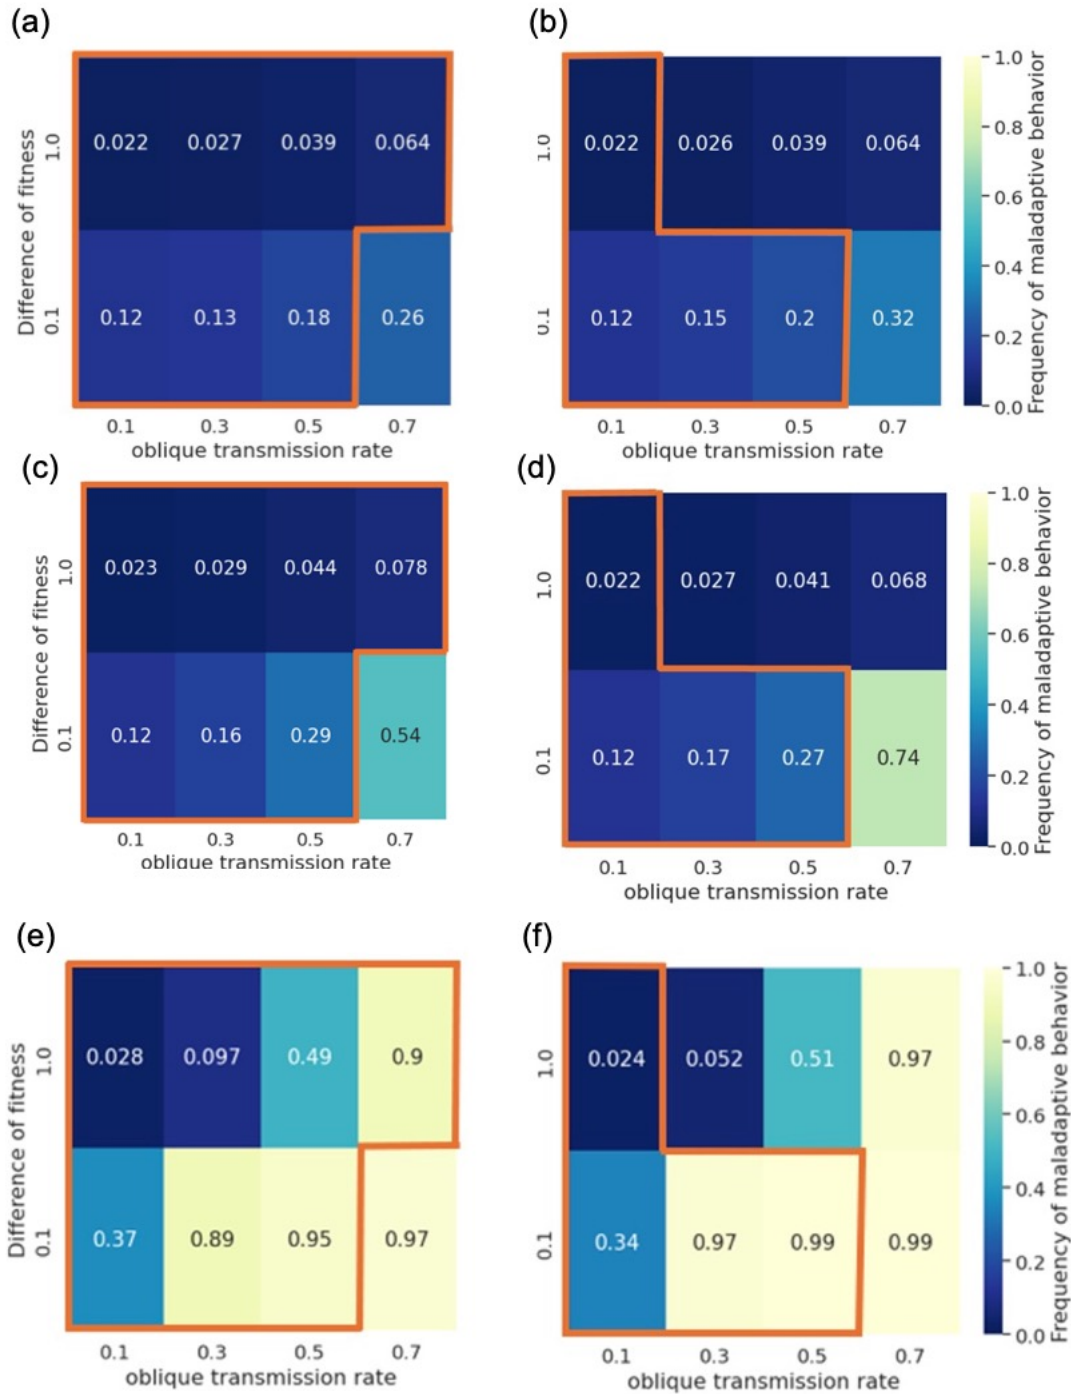 (a)
(b)
Difference of fitness
1.0
0.022 0.027 0.039 0.064
0.1
0.12 0.13 0.18 0.26
0.1 0.3 0.5 0.7
oblique transmission rate
1.0
0.022 0.026 0.039 0.064
0.1
0.12 0.15 0.2 0.32
0.1 0.3 0.5 0.7
oblique transmission rate
1.0
0.8
0.6
0.4
0.2
0.0
Frequency of maladaptive behavior
(c)
(d)
Difference of fitness
1.0
0.023 0.029 0.044 0.078
0.1
0.12 0.16 0.29 0.54
0.1 0.3 0.5 0.7
oblique transmission rate
1.0
0.022 0.027 0.041 0.068
0.1
0.12 0.17 0.27 0.74
0.1 0.3 0.5 0.7
oblique transmission rate
1.0
0.8
0.6
0.4
0.2
0.0
Frequency of maladaptive behavior
(e)
(f)
Difference of fitness
1.0
0.028 0.097 0.49 0.9
0.1
0.37 0.89 0.95 0.97
0.1 0.3 0.5 0.7
oblique transmission rate
1.0
0.024 0.052 0.51 0.97
0.1
0.34 0.97 0.99 0.99
0.1 0.3 0.5 0.7
oblique transmission rate
1.0
0.8
0.6
0.4
0.2
0.0
Frequency of maladaptive behavior